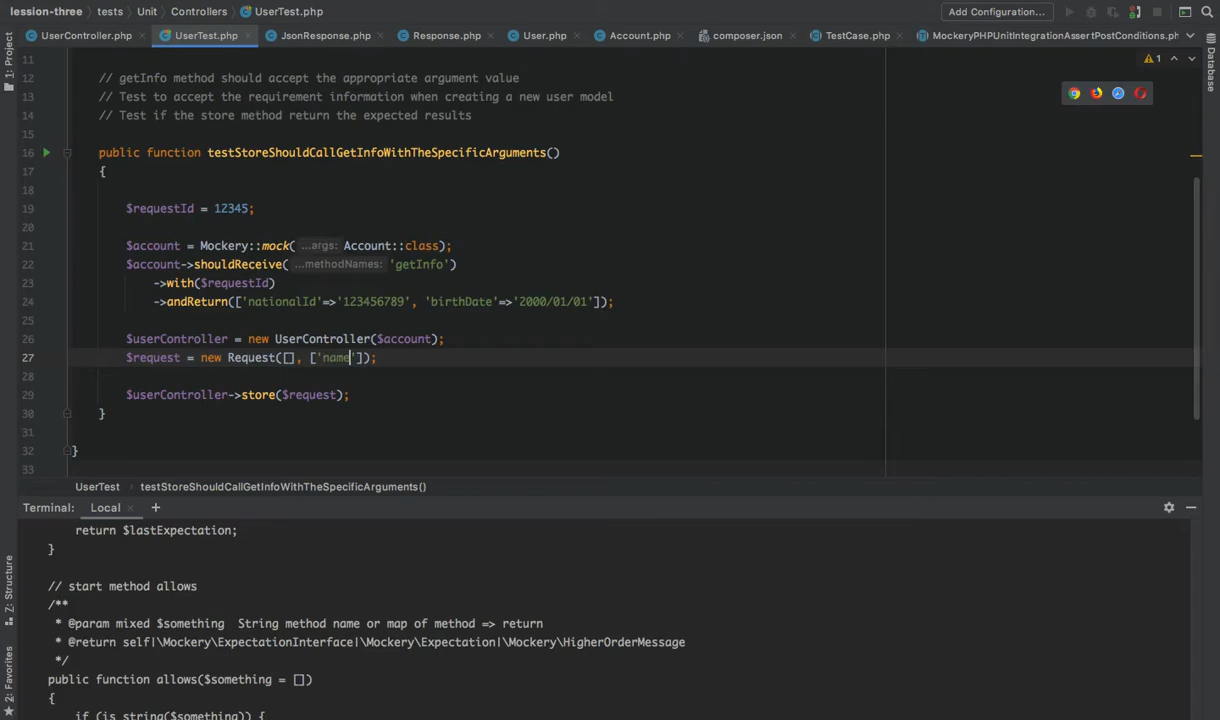 lession-three tests Unit Controllers UserTest.php Add Configuration...
UserController.php UserTest.php JsonResponse.php Response.php User.php Account.php composer.json TestCase.php MockeryPHPUnitIntegrationAssertPostConditions.ph
1: Project
Database
1
11
12 // getInfo method should accept the appropriate argument value
13 // Test to accept the requirement information when creating a new user model
14 // Test if the store method return the expected results
15
16 public function testStoreShouldCallGetInfoWithTheSpecificArguments()
17 {
18
19 $requestId = 12345;
20
21 $account = Mockery::mock( ...args: Account::class);
22 $account->shouldReceive( ...methodNames: 'getInfo')
23 ->with($requestId)
24 ->andReturn(['nationalId'=>'123456789', 'birthDate'=>'2000/01/01']);
25
26 $userController = new UserController($account);
27 $request = new Request([], ['name']);
28
29 $userController->store($request);
30 }
31
32 }
33
UserTest testStoreShouldCallGetInfoWithTheSpecificArguments()
Terminal: Local +
return $lastExpectation;
}
// start method allows
/**
* @param mixed $something String method name or map of method => return
* @return self|\Mockery\ExpectationInterface|\Mockery\Expectation|\Mockery\HigherOrderMessage
*/
public function allows($something = [])
{
if (is_string($something)) {
Z: Structure
2: Favorites